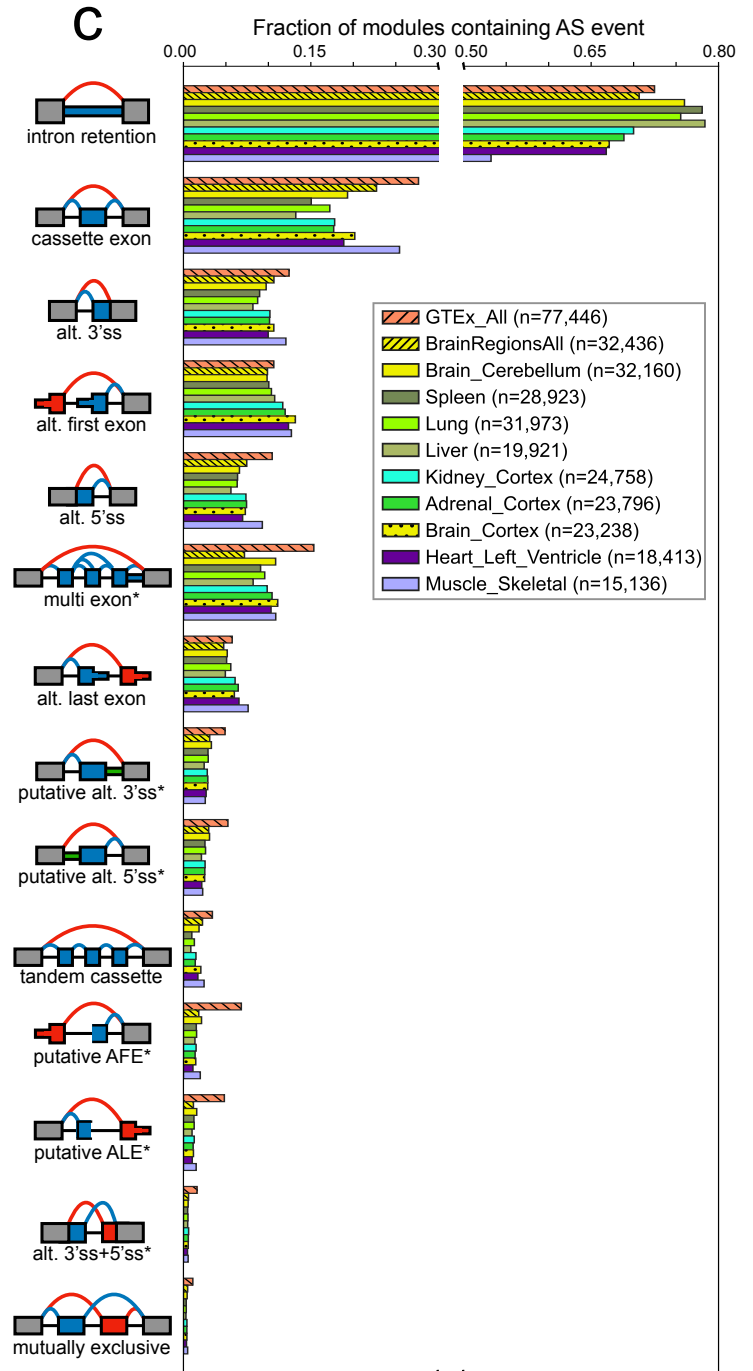 C
Fraction of modules containing AS event
0.00 0.15 0.30 0.50 0.65 0.80
intron retention
cassette exon
alt. 3'ss
GTEx_All (n=77,446)
BrainRegionsAll (n=32,436)
Brain_Cerebellum (n=32,160)
Spleen (n=28,923)
Lung (n=31,973)
Liver (n=19,921)
Kidney_Cortex (n=24,758)
Adrenal_Cortex (n=23,796)
Brain_Cortex (n=23,238)
Heart_Left_Ventricle (n=18,413)
Muscle_Skeletal (n=15,136)
alt. first exon
alt. 5'ss
multi exon*
alt. last exon
putative alt. 3'ss*
putative alt. 5'ss*
tandem cassette
putative AFE*
putative ALE*
alt. 3'ss+5'ss*
mutually exclusive